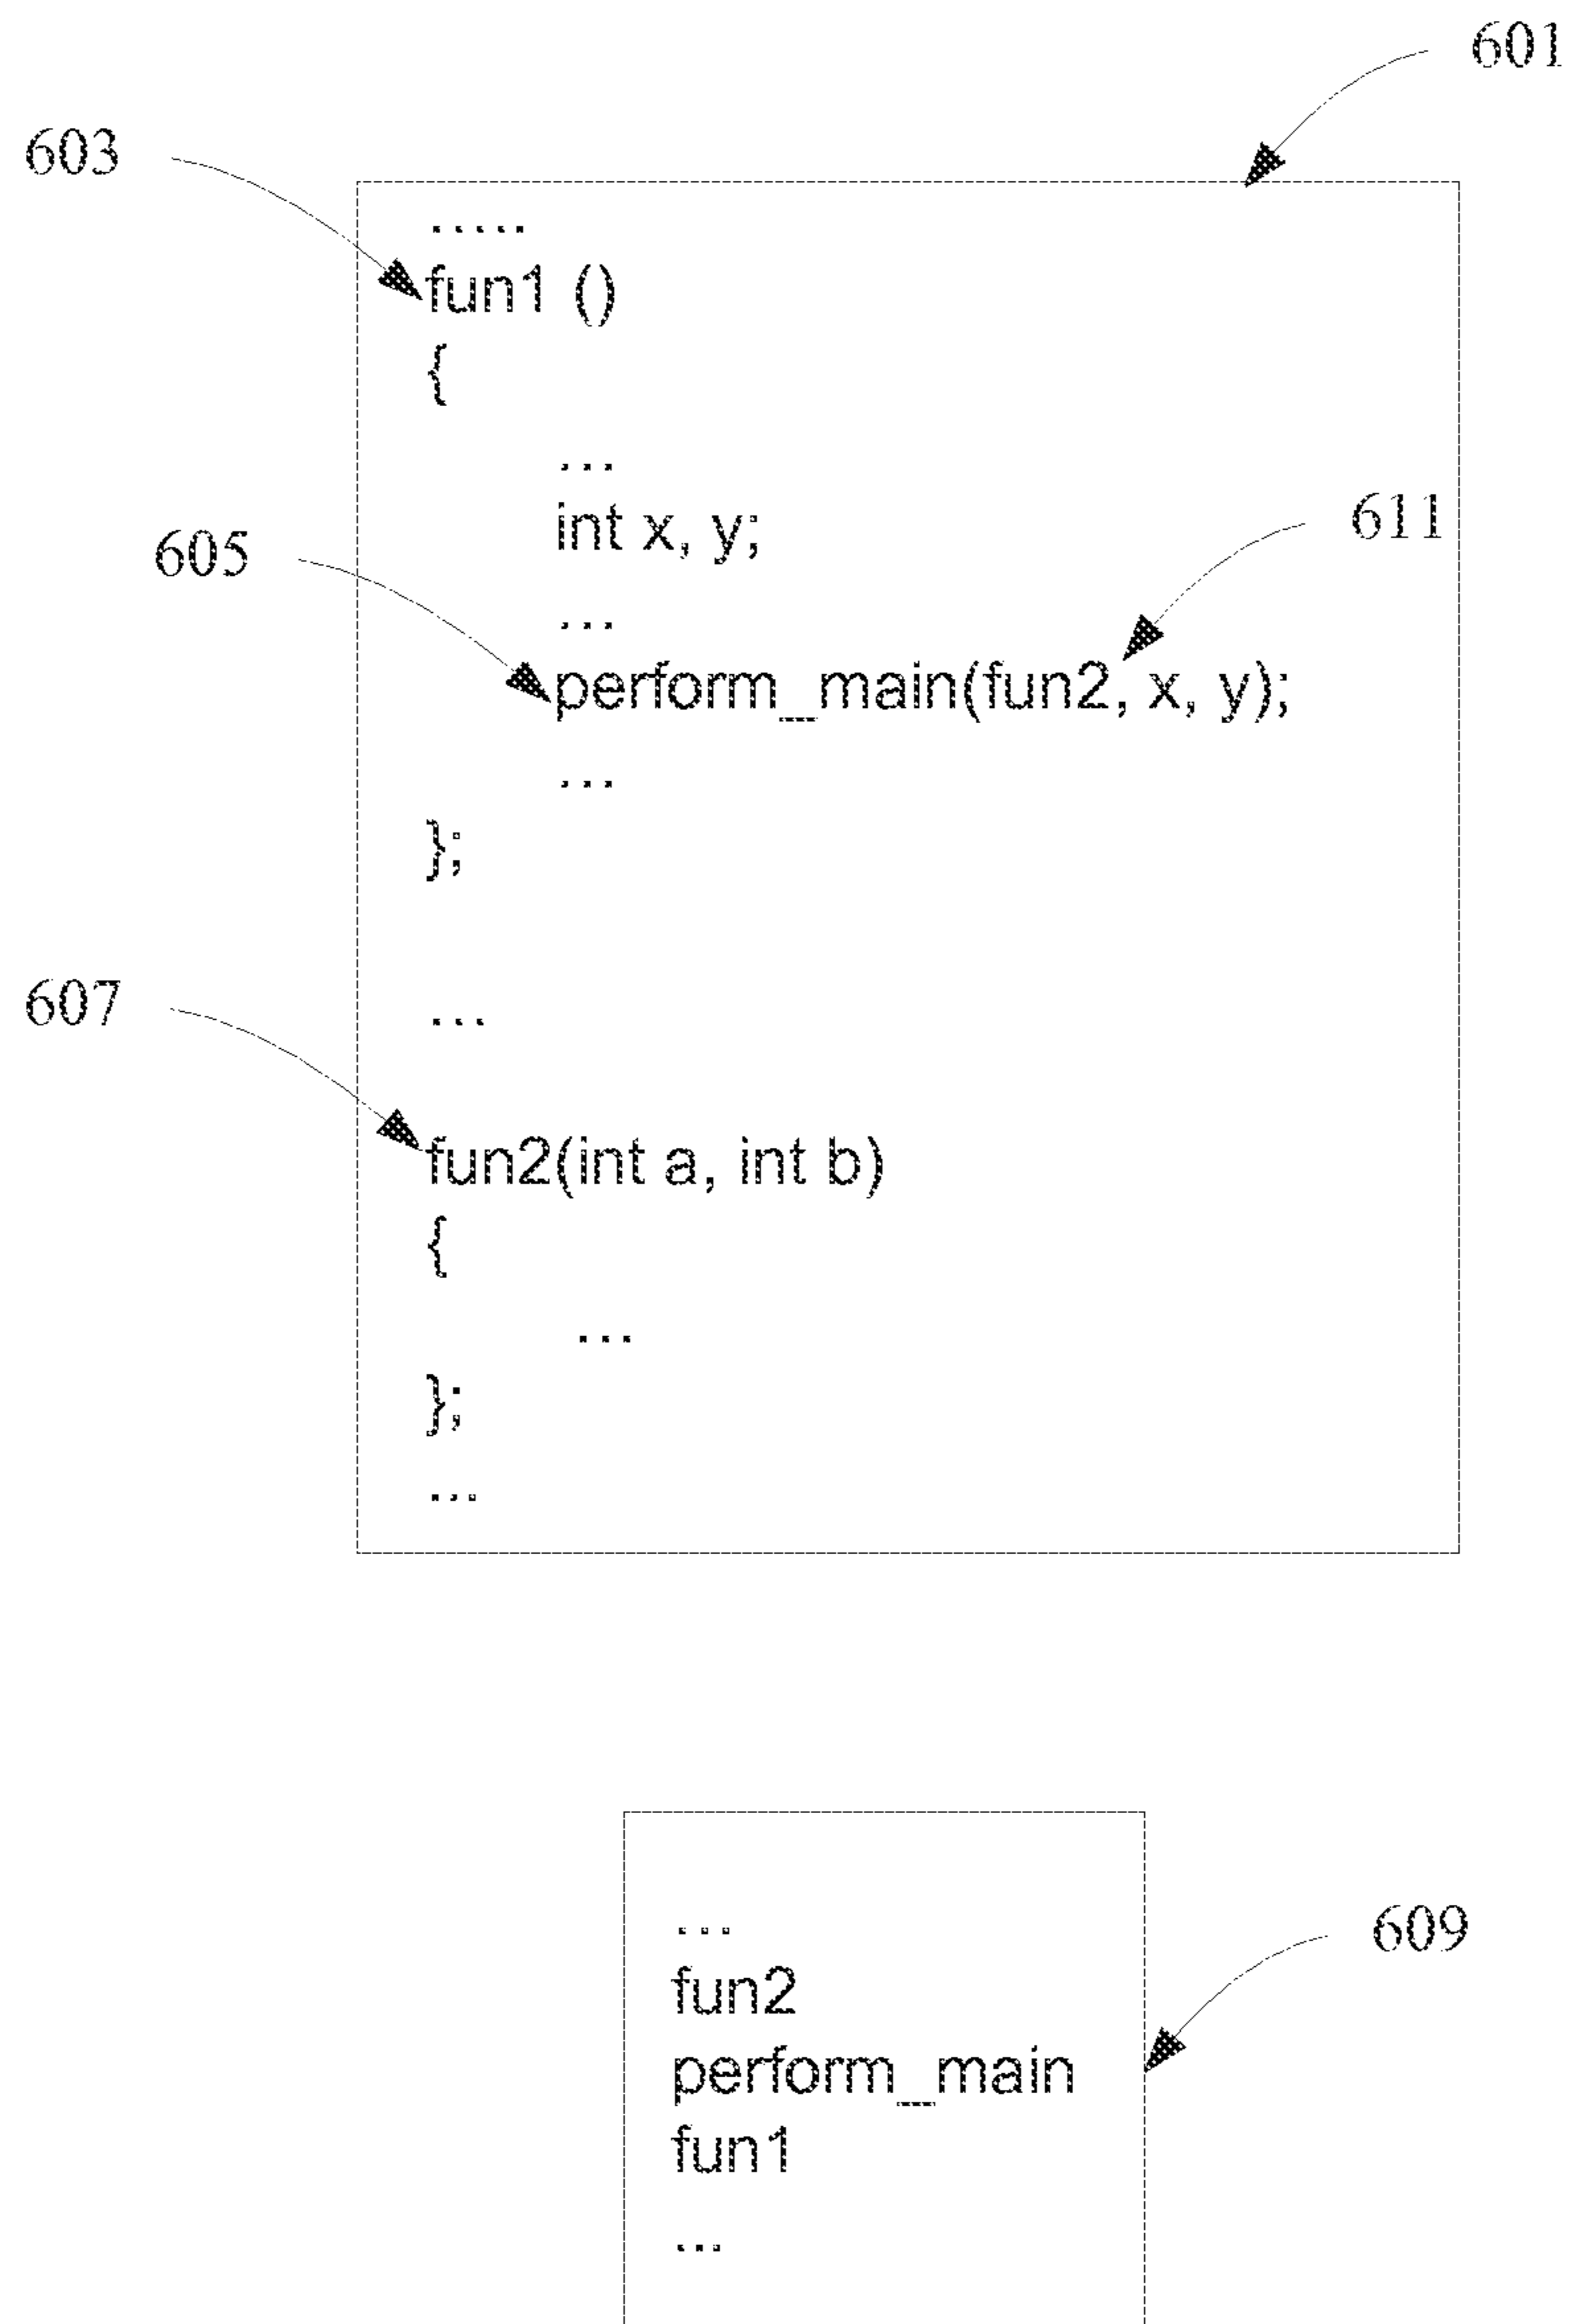 601
603
.....
fun1 ()
{
...
int x, y;
611
605
...
perform_main(fun2, x, y);
...
};
607
...
fun2(int a, int b)
{
...
};
...
...
609
fun2
perform_main
fun1
...